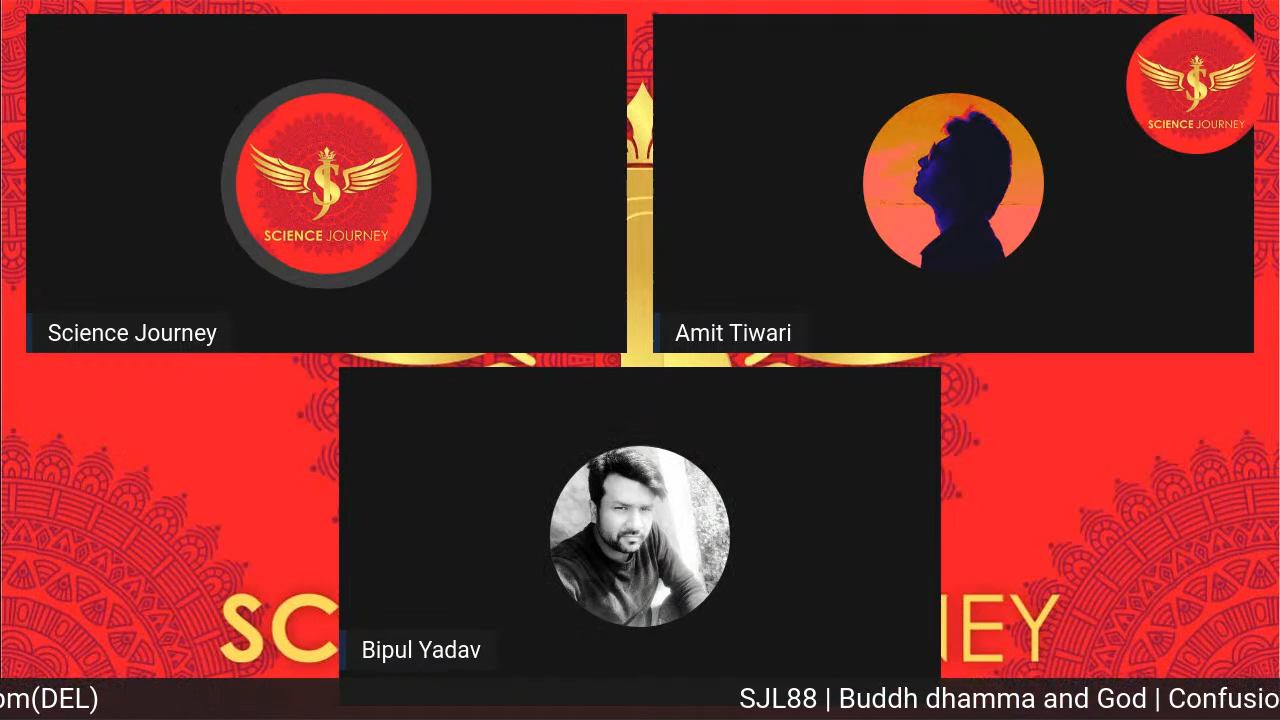 SCIENCE JOURNEY
SCIENCE JOURNEY
Science Journey
Amit Tiwari
Bipul Yadav
SC
EY
om(DEL)
SJL88 | Buddh dhamma and God | Confusio